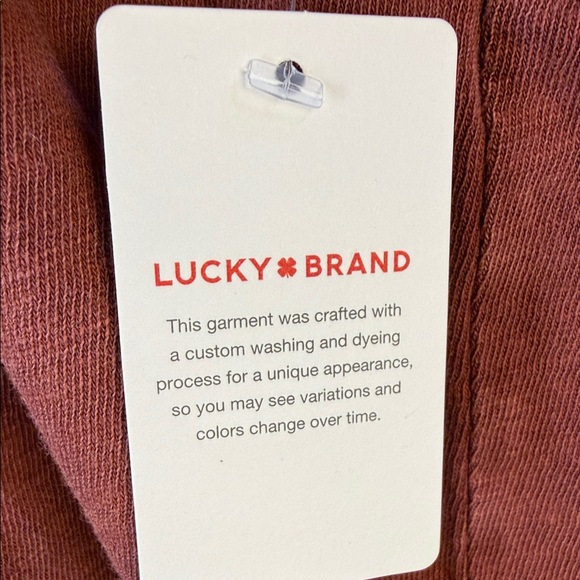 LUCKY BRAND
This garment was crafted with
a custom washing and dyeing
process for a unique appearance,
so you may see variations and
colors change over time.